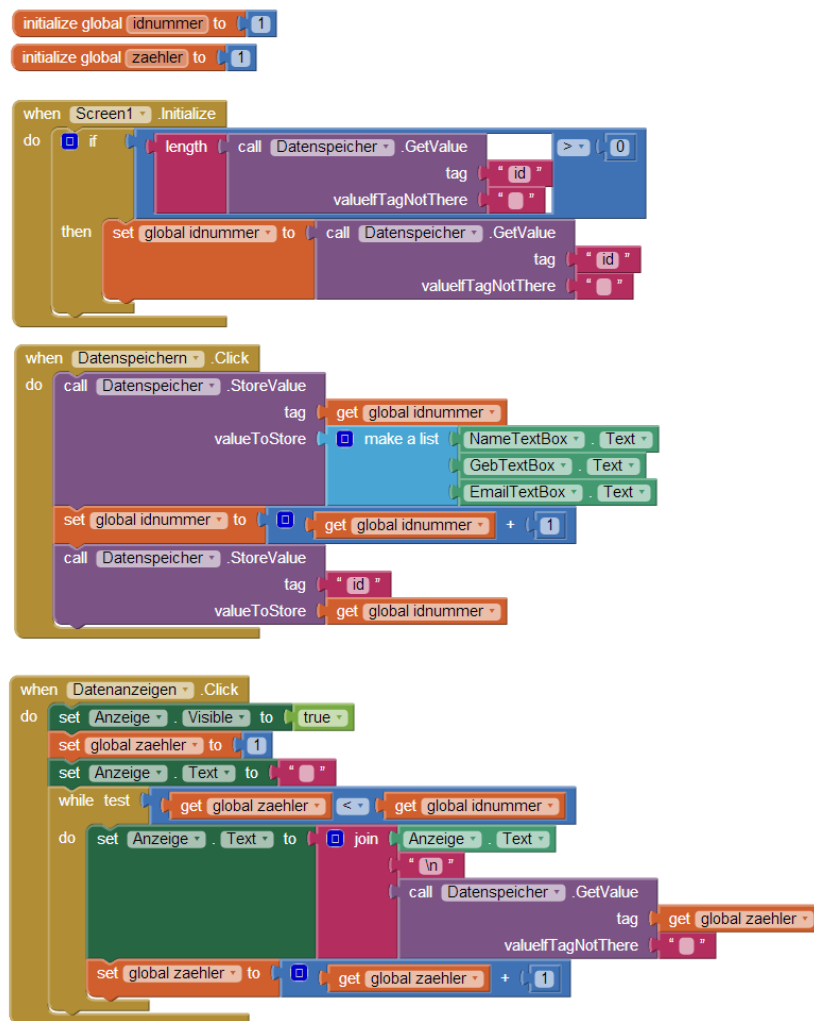 initialize global idnummer to 1
initialize global zaehler to 1
when Screen1 .Initialize
do if length call Datenspeicher .GetValue > 0
tag " id "
valueIfTagNotThere " "
then set global idnummer to call Datenspeicher .GetValue
tag " id "
valueIfTagNotThere " "
when Datenspeichern .Click
do call Datenspeicher .StoreValue
tag get global idnummer
valueToStore make a list NameTextBox . Text
GebTextBox . Text
EmailTextBox . Text
set global idnummer to get global idnummer + 1
call Datenspeicher .StoreValue
tag " id "
valueToStore get global idnummer
when Datenanzeigen .Click
do set Anzeige . Visible to true
set global zaehler to 1
set Anzeige . Text to " "
while test get global zaehler < get global idnummer
do set Anzeige . Text to join Anzeige . Text
" \n "
call Datenspeicher .GetValue
tag get global zaehler
valueIfTagNotThere " "
set global zaehler to get global zaehler + 1